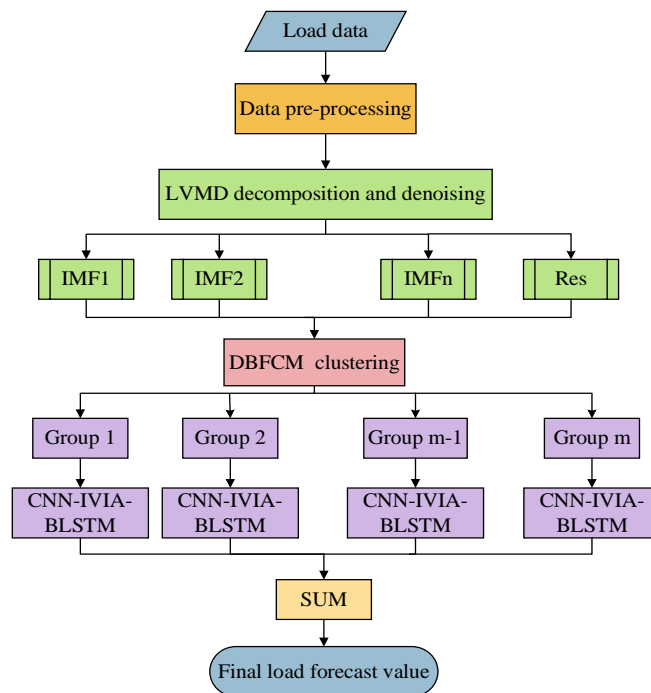 Load data
Data pre-processing
LVMD decomposition and denoising
IMF1 IMF2 IMFn Res
DBFCM clustering
Group 1 Group 2 Group m-1 Group m
CNN-IVIA- CNN-IVIA- CNN-IVIA- CNN-IVIA-
BLSTM BLSTM BLSTM BLSTM
SUM
Final load forecast value